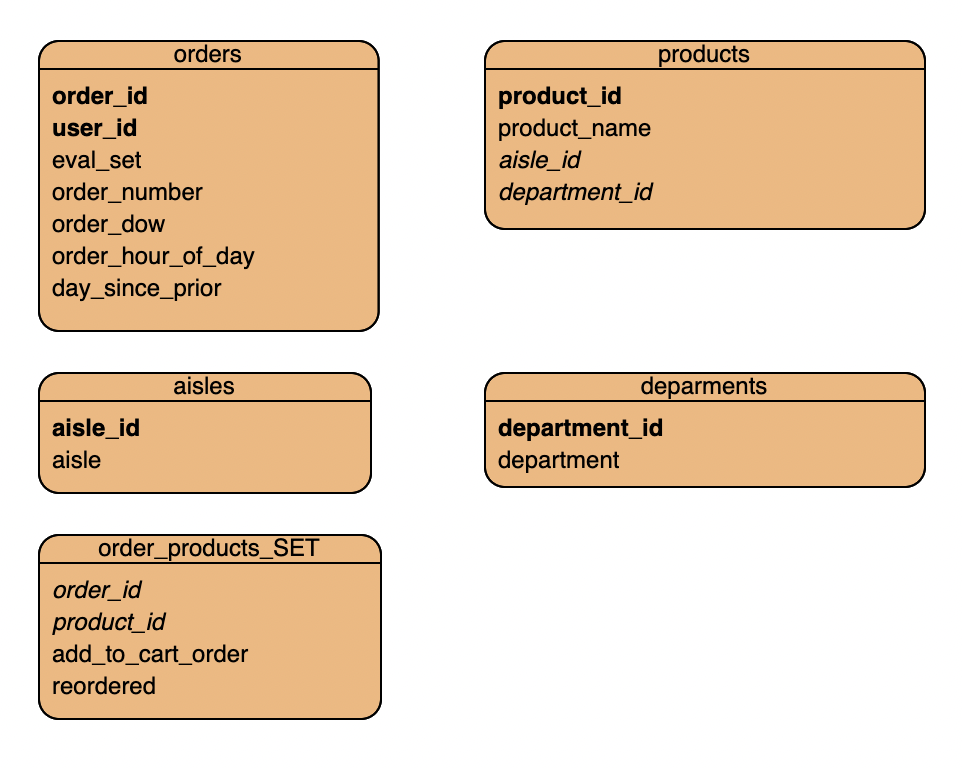 orders
order_id
user_id
eval_set
order_number
order_dow
order_hour_of_day
day_since_prior
products
product_id
product_name
aisle_id
department_id
aisles
aisle_id
aisle
deparments
department_id
department
order_products_SET
order_id
product_id
add_to_cart_order
reordered